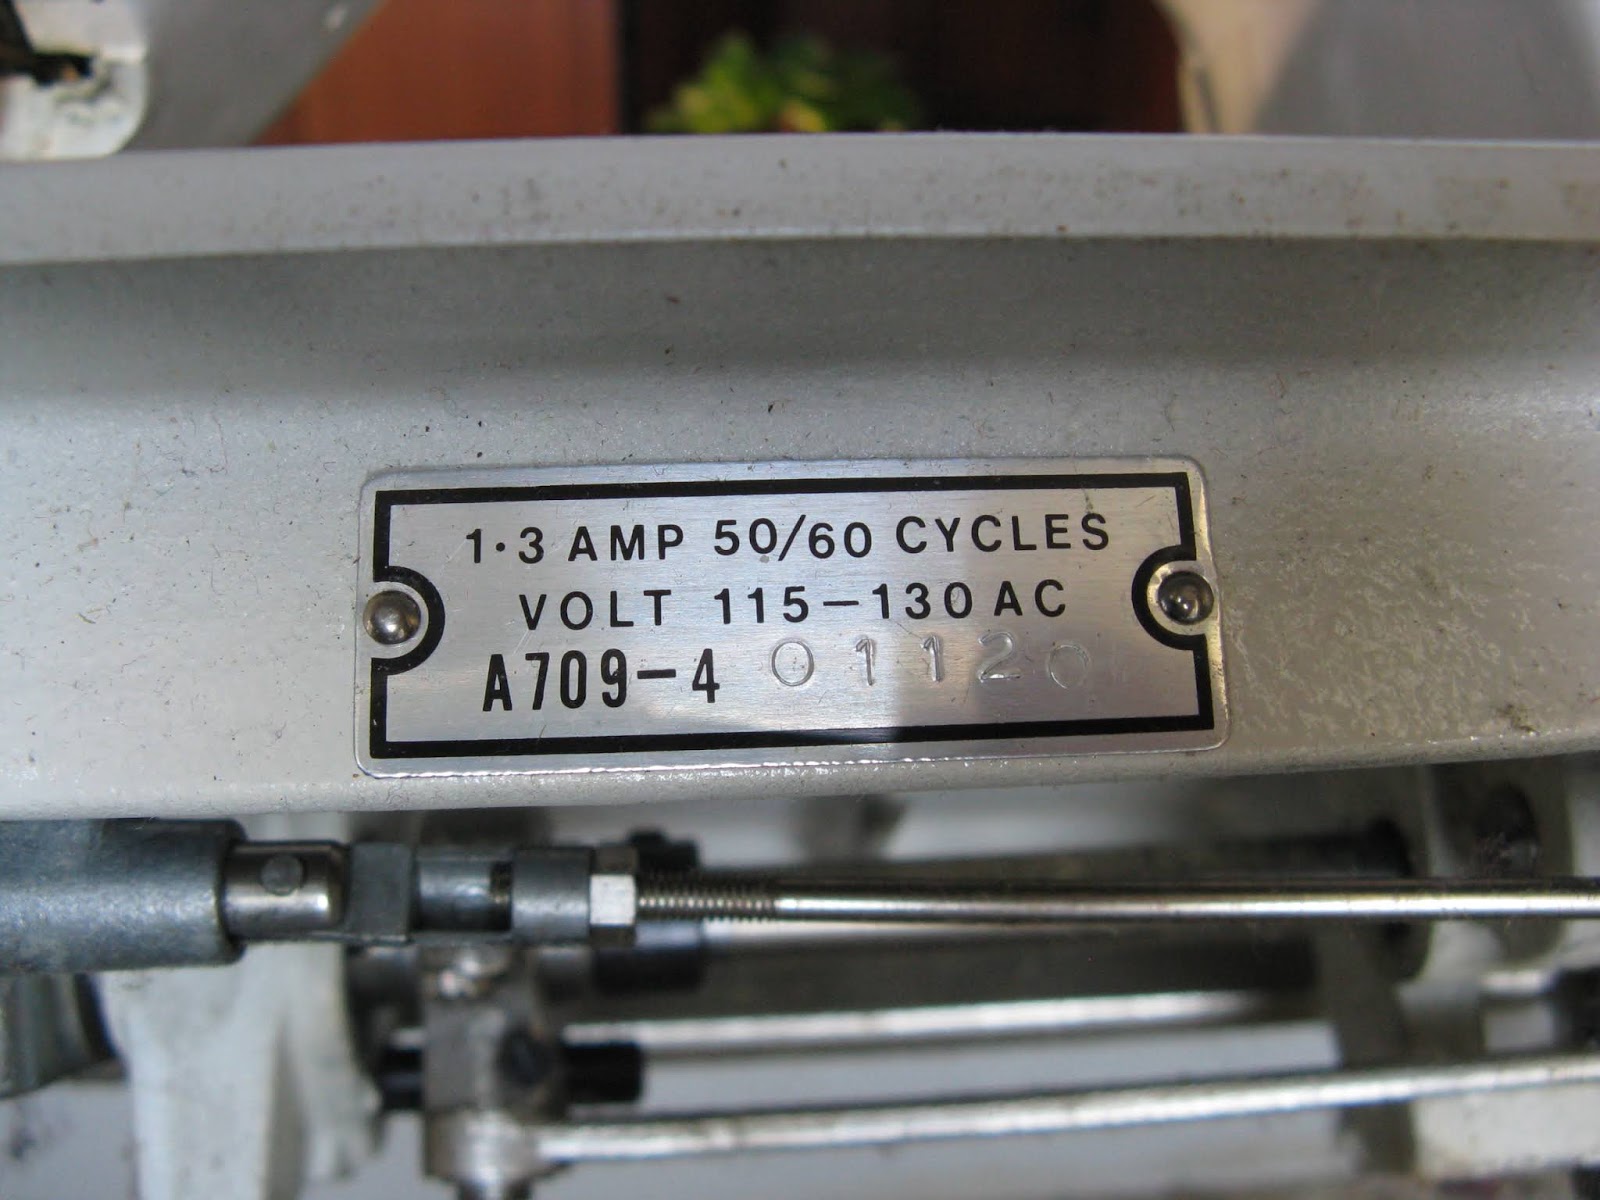 1·3 AMP 50/60 CYCLES
VOLT 115-130 AC
A709-4 01120